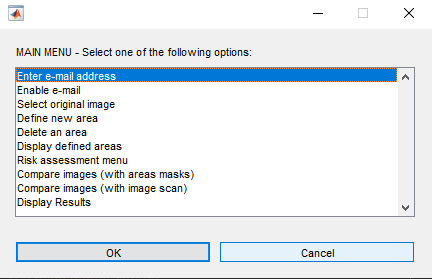 MAIN MENU - Select one of the following options:
Enter e-mail address
Enable e-mail
Select original image
Define new area
Delete an area
Display defined areas
Risk assessment menu
Compare images (with areas masks)
Compare images (with image scan)
Display Results
OK
Cancel